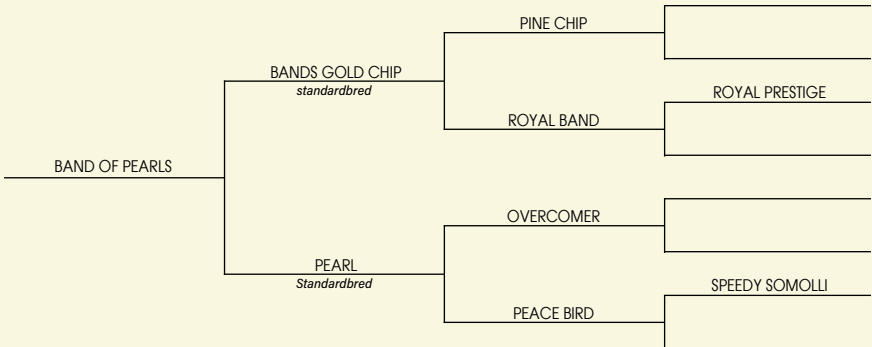 PINE CHIP
BANDS GOLD CHIP
standardbred
ROYAL PRESTIGE
ROYAL BAND
BAND OF PEARLS
OVERCOMER
PEARL
Standardbred
SPEEDY SOMOLLI
PEACE BIRD